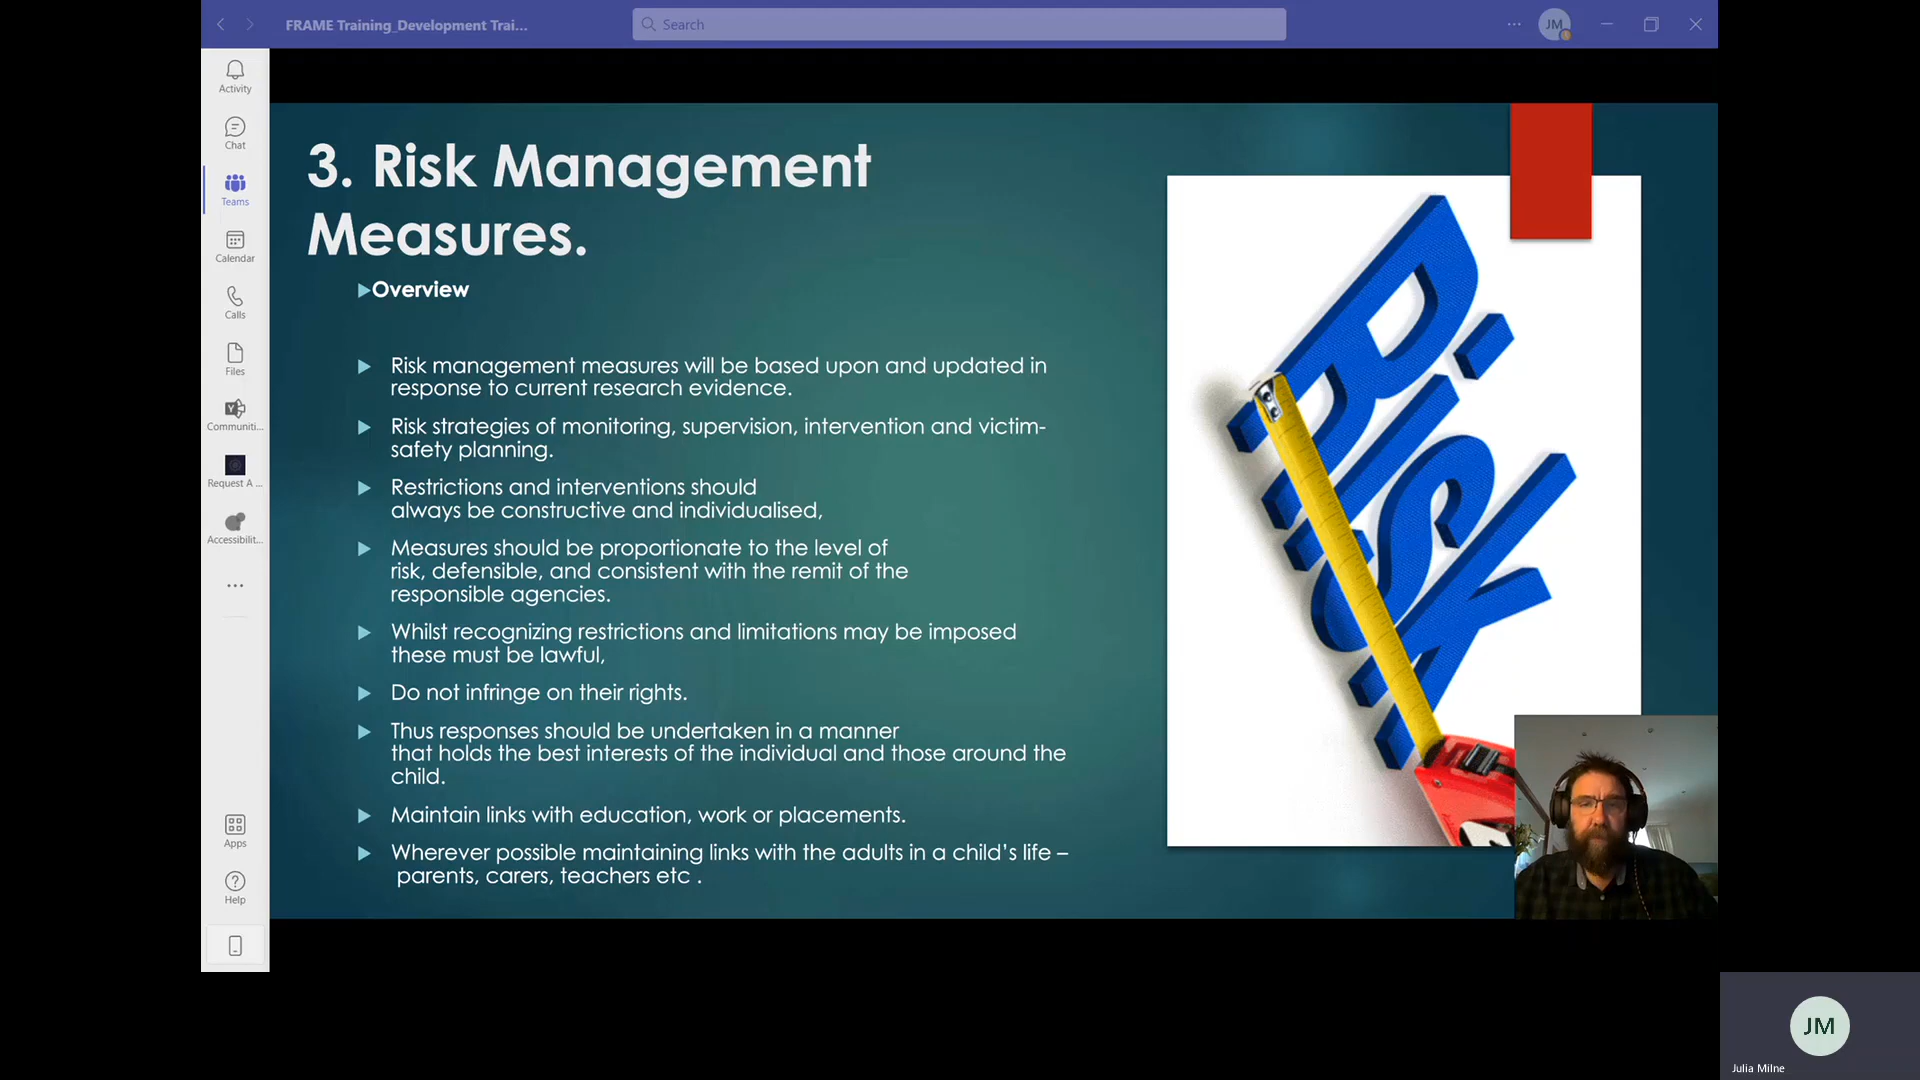 FRAME Training_Development Trai...
Search
JM
Activity
Chat
Teams
Calendar
Calls
Files
Communiti...
Request A ...
Accessibilit...
Apps
Help
3. Risk Management
Measures.
Overview
Risk management measures will be based upon and updated in
response to current research evidence.
Risk strategies of monitoring, supervision, intervention and victim-
safety planning.
Restrictions and interventions should
always be constructive and individualised,
Measures should be proportionate to the level of
risk, defensible, and consistent with the remit of the
responsible agencies.
Whilst recognizing restrictions and limitations may be imposed
these must be lawful,
Do not infringe on their rights.
Thus responses should be undertaken in a manner
that holds the best interests of the individual and those around the
child.
Maintain links with education, work or placements.
Wherever possible maintaining links with the adults in a child’s life –
parents, carers, teachers etc .
Risk
JM
Julia Milne